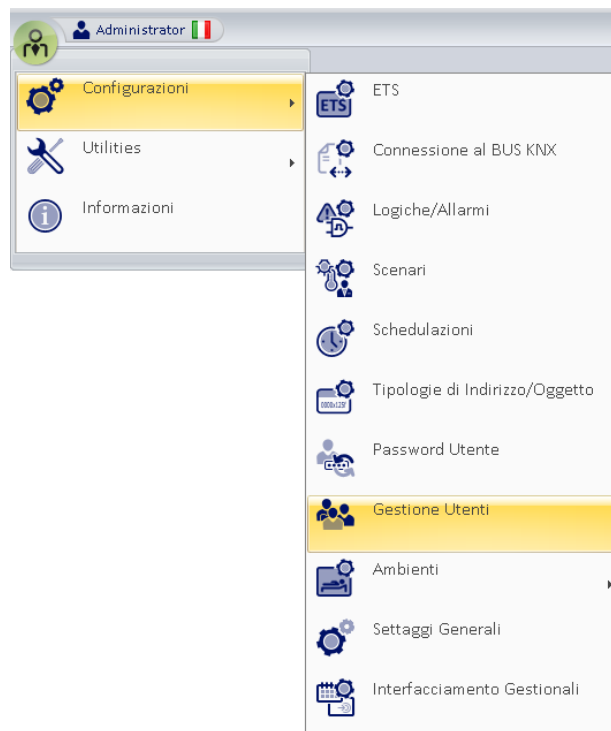 Administrator
Configurazioni
Utilities
Informazioni
ETS
ETS
Connessione al BUS KNX
Logiche/Allarmi
Scenari
Schedulazioni
Tipologie di Indirizzo/Oggetto
Password Utente
Gestione Utenti
Ambienti
Settaggi Generali
Interfacciamento Gestionali